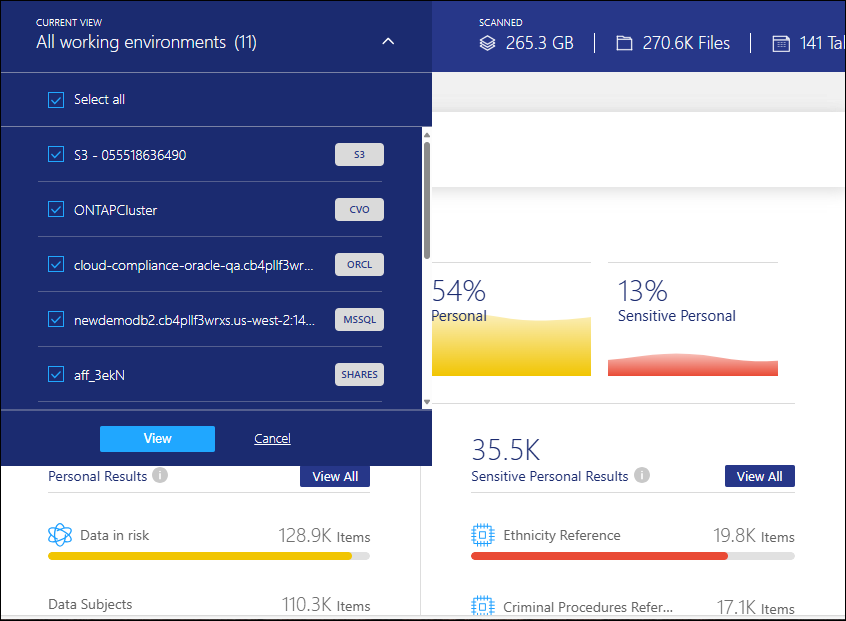 CURRENT VIEW
All working environments (11)
SCANNED
265.3 GB
270.6K Files
141 Tal
Select all
S3 - 055518636490
S3
ONTAPCluster
CVO
cloud-compliance-oracle-qa.cb4pllf3wr...
ORCL
newdemodb2.cb4pllf3wrxs.us-west-2:14...
MSSQL
aff_3ekN
SHARES
View
Cancel
54%
Personal
13%
Sensitive Personal
Personal Results
View All
35.5K
Sensitive Personal Results
View All
Data in risk
128.9K Items
Data Subjects
110.3K Items
Ethnicity Reference
19.8K Items
Criminal Procedures Refer...
17.1K Items